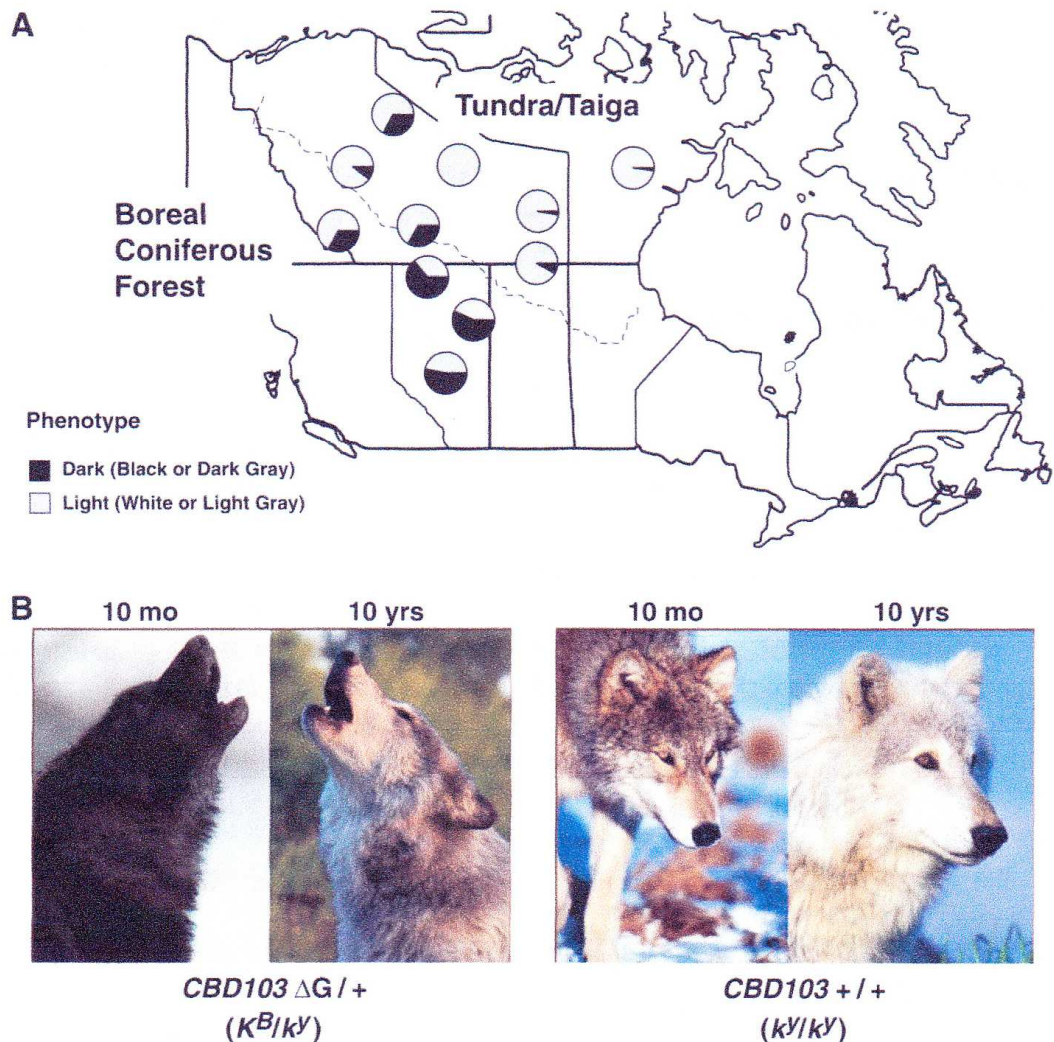 A
Tundra/Taiga
Boreal
Coniferous
Forest
Phenotype
Dark (Black or Dark Gray)
Light (White or Light Gray)
B
10 mo
10 yrs
10 mo
10 yrs
CBD103 ΔG / +
(K^B/k^y)
CBD103 + / +
(k^y/k^y)